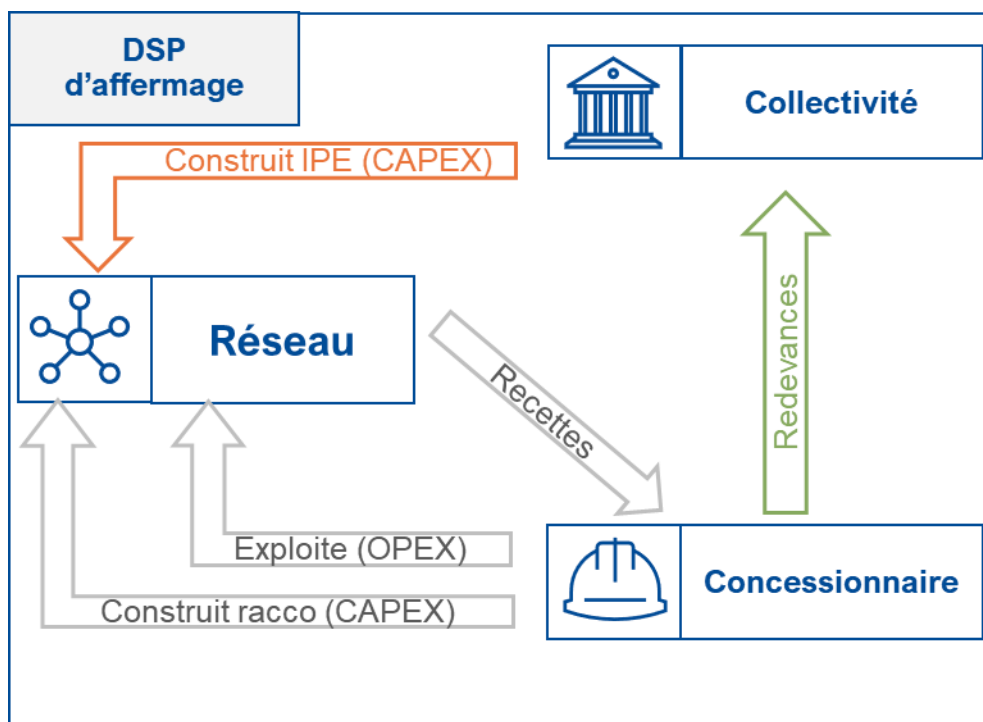 DSP
d’affermage
Collectivité
Construit IPE (CAPEX)
Réseau
Recettes
Redevances
Exploite (OPEX)
Construit racco (CAPEX)
Concessionnaire